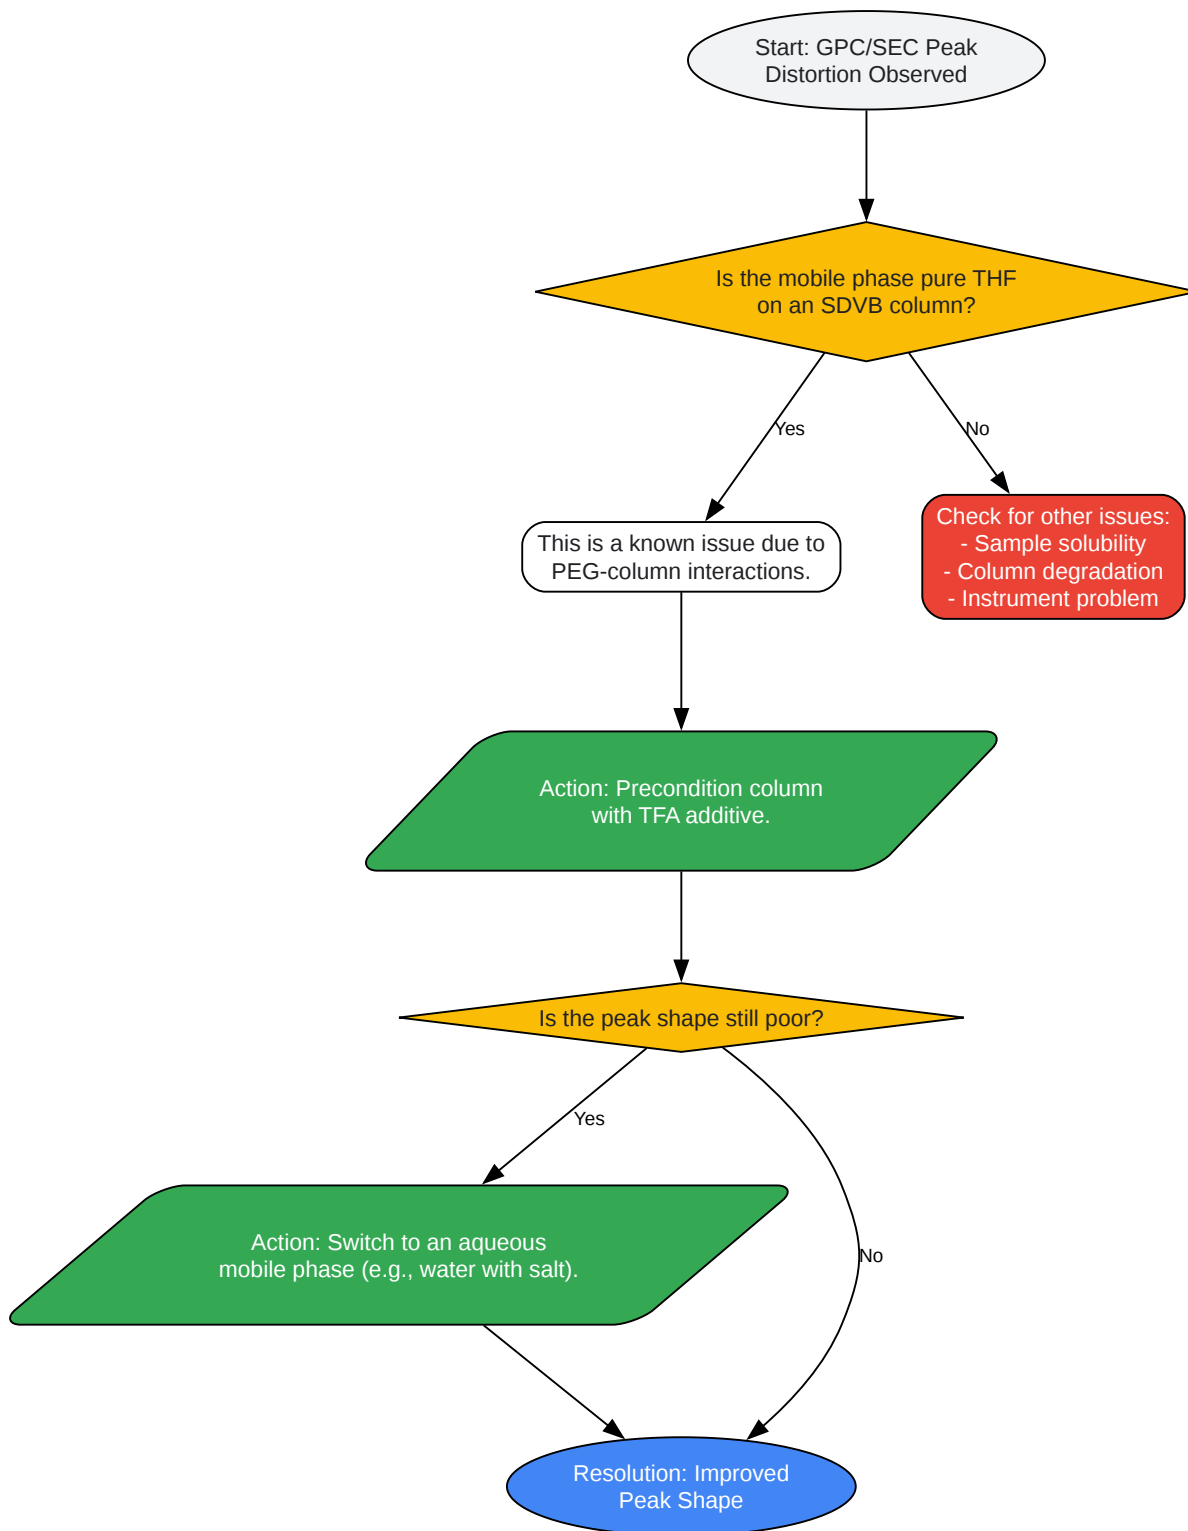 Start: GPC/SEC Peak
Distortion Observed
Is the mobile phase pure THF
on an SDVB column?
Yes
No
This is a known issue due to
PEG-column interactions.
Check for other issues:
- Sample solubility
- Column degradation
- Instrument problem
Action: Precondition column
with TFA additive.
Is the peak shape still poor?
Yes
No
Action: Switch to an aqueous
mobile phase (e.g., water with salt).
Resolution: Improved
Peak Shape